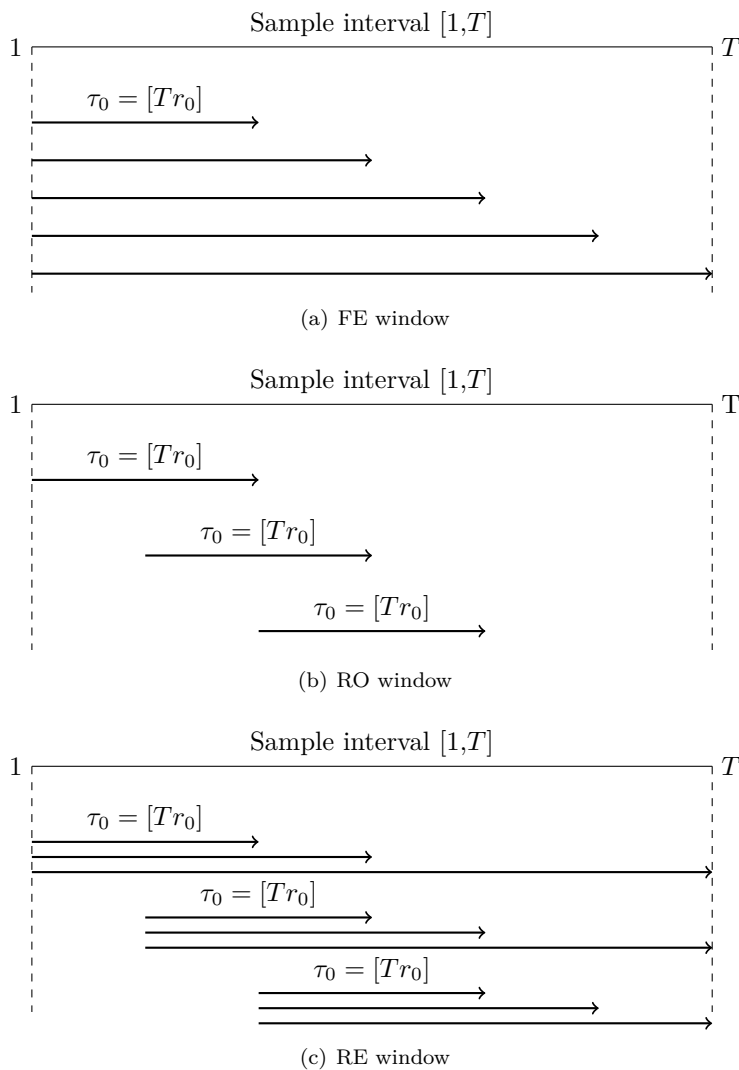 Sample interval [1,T]
1 T
τ₀ = [Tr₀]
(a) FE window
Sample interval [1,T]
1 T
τ₀ = [Tr₀]
τ₀ = [Tr₀]
τ₀ = [Tr₀]
(b) RO window
Sample interval [1,T]
1 T
τ₀ = [Tr₀]
τ₀ = [Tr₀]
τ₀ = [Tr₀]
(c) RE window